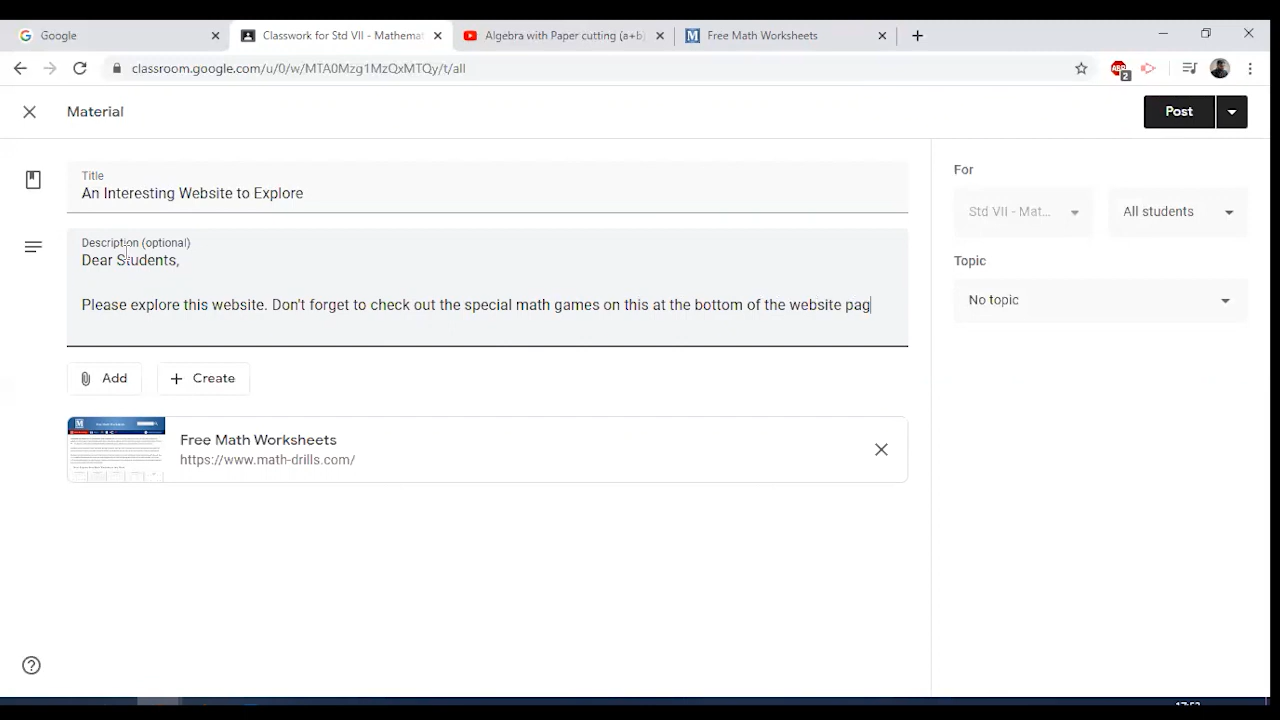 Google
Classwork for Std VII - Mathemat
Algebra with Paper cutting (a+b)
Free Math Worksheets
classroom.google.com/u/0/w/MTA0Mzg1MzQxMTQy/t/all
2
Material
Post
Title
An Interesting Website to Explore
Description (optional)
Dear Students,
Please explore this website. Don't forget to check out the special math games on this at the bottom of the website pag
Add
Create
Free Math Worksheets
https://www.math-drills.com/
For
Std VII - Mat...
All students
Topic
No topic